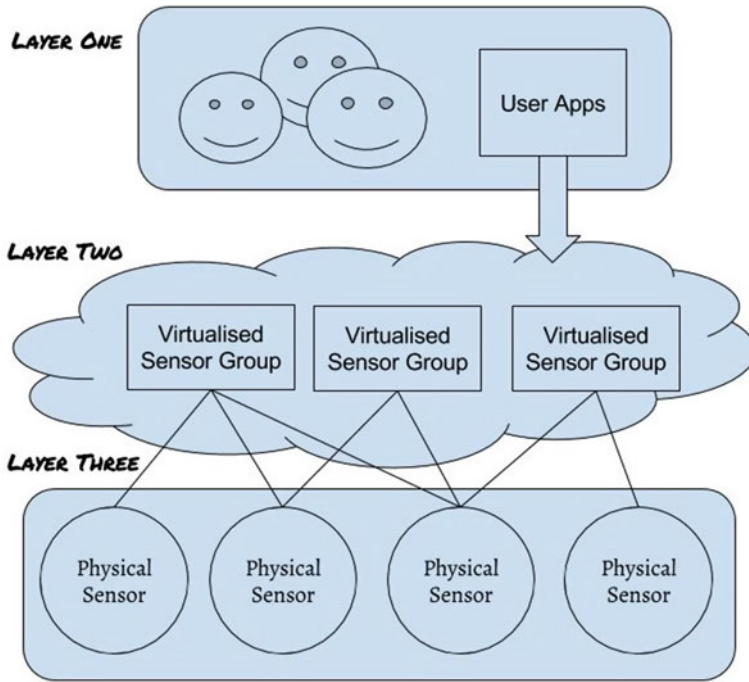 Layer One
User Apps
Layer Two
Virtualised
Sensor Group
Virtualised
Sensor Group
Virtualised
Sensor Group
Layer Three
Physical
Sensor
Physical
Sensor
Physical
Sensor
Physical
Sensor